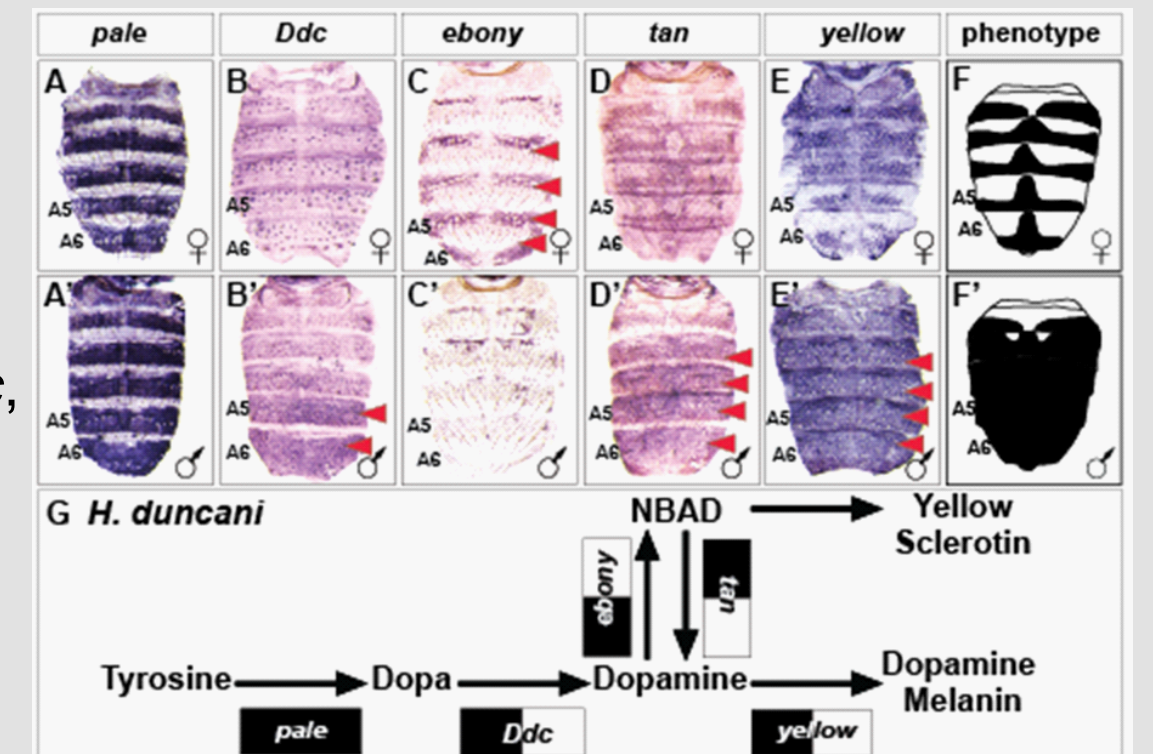 pale Ddc ebony tan yellow phenotype
A B C D E F
A5 A5 A5 A5 A5 A5
A6 A6 A6 A6 A6 A6
♀ ♀ ♀ ♀ ♀ ♀
A' B' C' D' E' F'
A5 A5 A5 A5 A5 A5
A6 A6 A6 A6 A6 A6
♂ ♂ ♂ ♂ ♂ ♂
G H. duncani
NBAD Yellow
Sclerotin
ebony tan
Tyrosine Dopa Dopamine Dopamine
Melanin
pale Ddc yellow